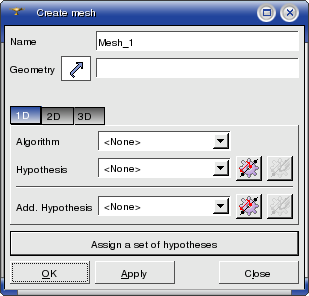 Create mesh
Name Mesh_1
Geometry
1D 2D 3D
Algorithm <None>
Hypothesis <None>
Add. Hypothesis <None>
Assign a set of hypotheses
OK Apply Close